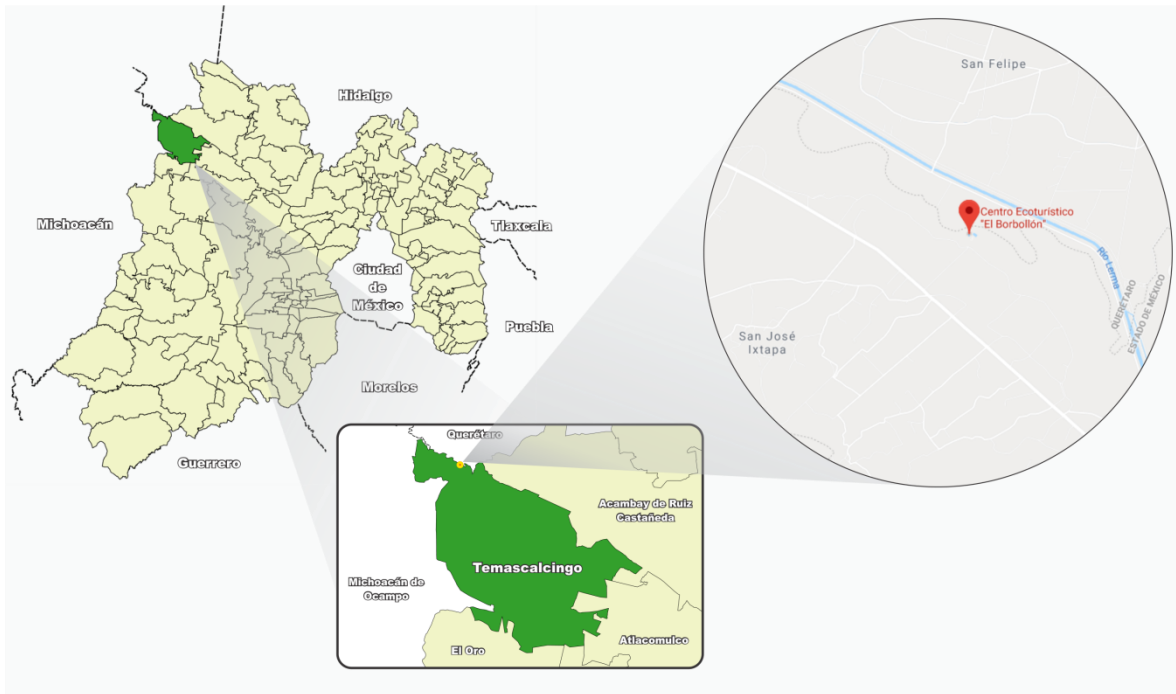 Hidalgo
Michoacán
Tlaxcala
Ciudad
de
México
Puebla
Morelos
Guerrero
San Felipe
Centro Ecoturístico
"El Borbollón"
Río Lerma
QUERÉTARO
ESTADO DE MÉXICO
San José
Ixtapa
Querétaro
Acambay de Ruiz
Castañeda
Temascalcingo
Michoacán de
Ocampo
El Oro
Atlacomulco